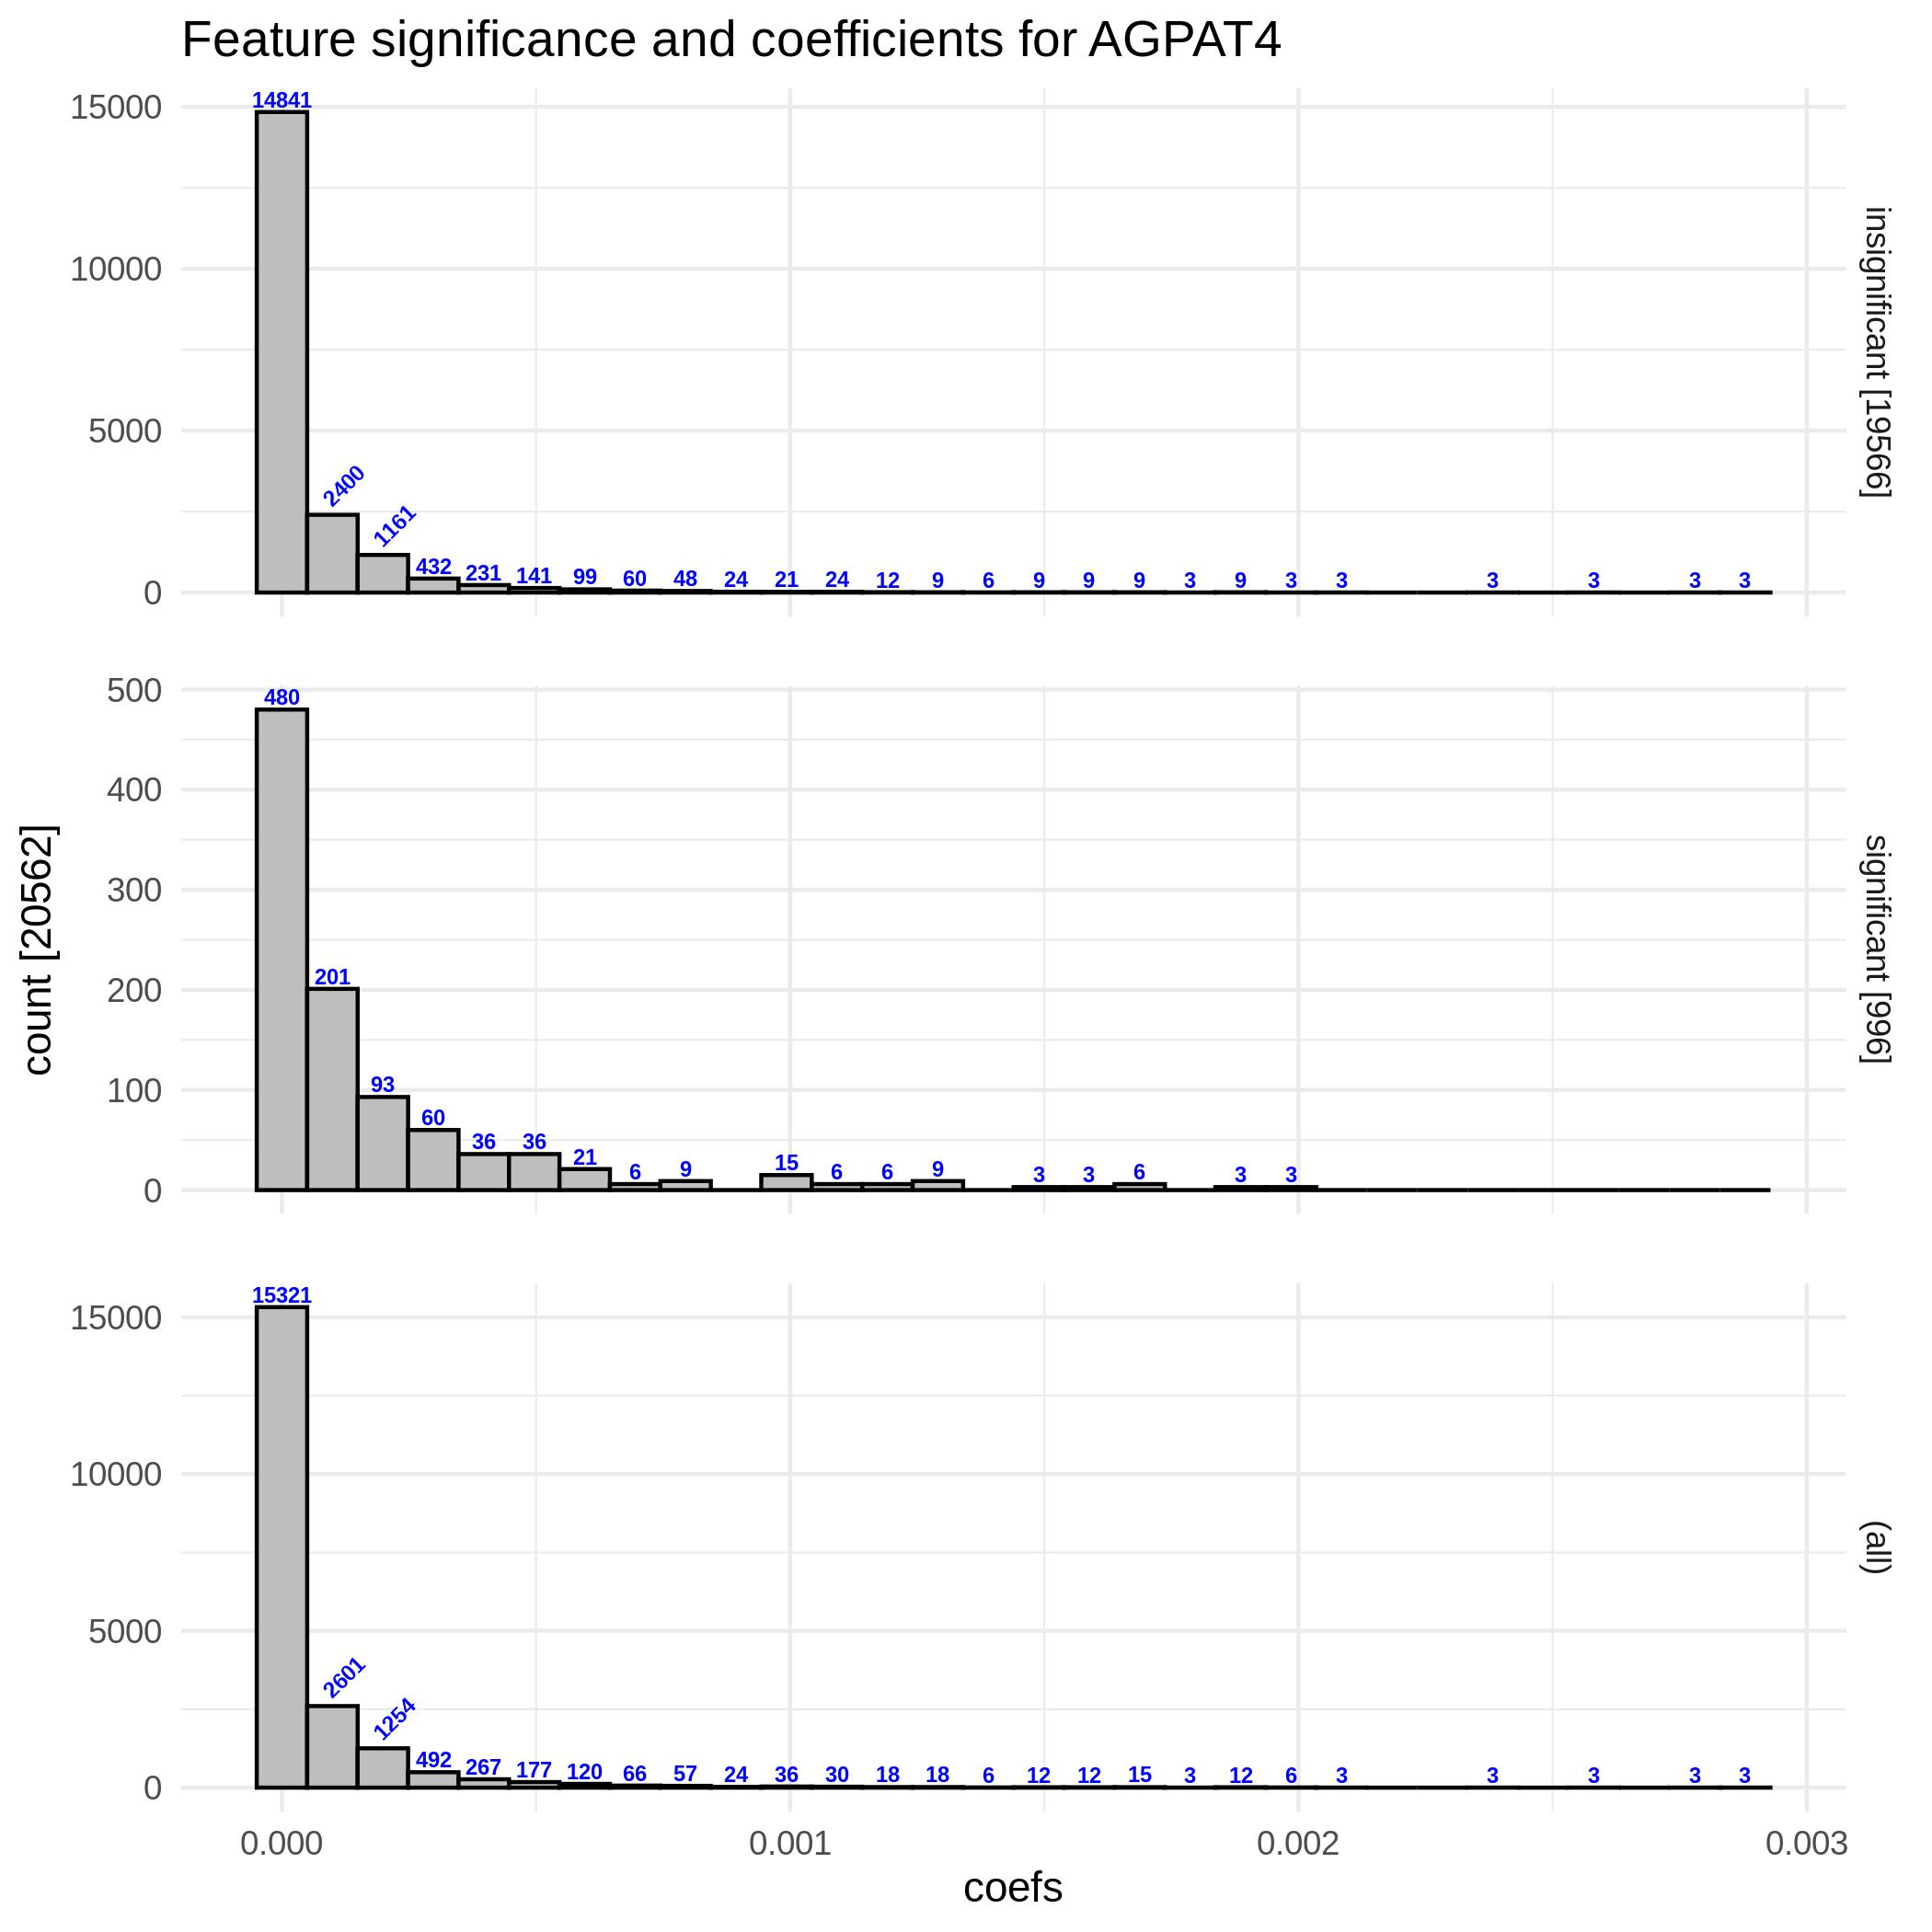 Feature significance and coefficients for AGPAT4
15000
10000
5000
0
14841 2400 1161 432 231 141 99 60 48 24 21 24 12 9 6 9 9 9 3 9 3 3 3 3 3 3
insignificant [19566]
count [20562]
500
400
300
200
100
0
480 201 93 60 36 36 21 6 9 15 6 6 9 3 3 6 3 3
significant [996]
15000
10000
5000
0
15321 2601 1254 492 267 177 120 66 57 24 36 30 18 18 6 12 12 15 3 12 6 3 3 3 3 3
(all)
0.000 0.001 0.002 0.003
coefs